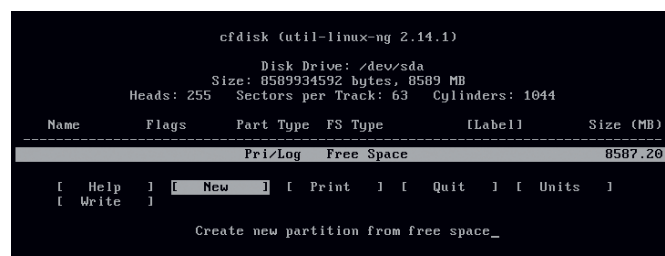 cfdisk (util-linux-ng 2.14.1)
Disk Drive: /dev/sda
Size: 8589934592 bytes, 8589 MB
Heads: 255   Sectors per Track: 63   Cylinders: 1044
Name   Flags   Part Type   FS Type   [Label]   Size (MB)
Pri/Log   Free Space   8587.20
[ Help ] [ New ] [ Print ] [ Quit ] [ Units ]
[ Write ]
Create new partition from free space_